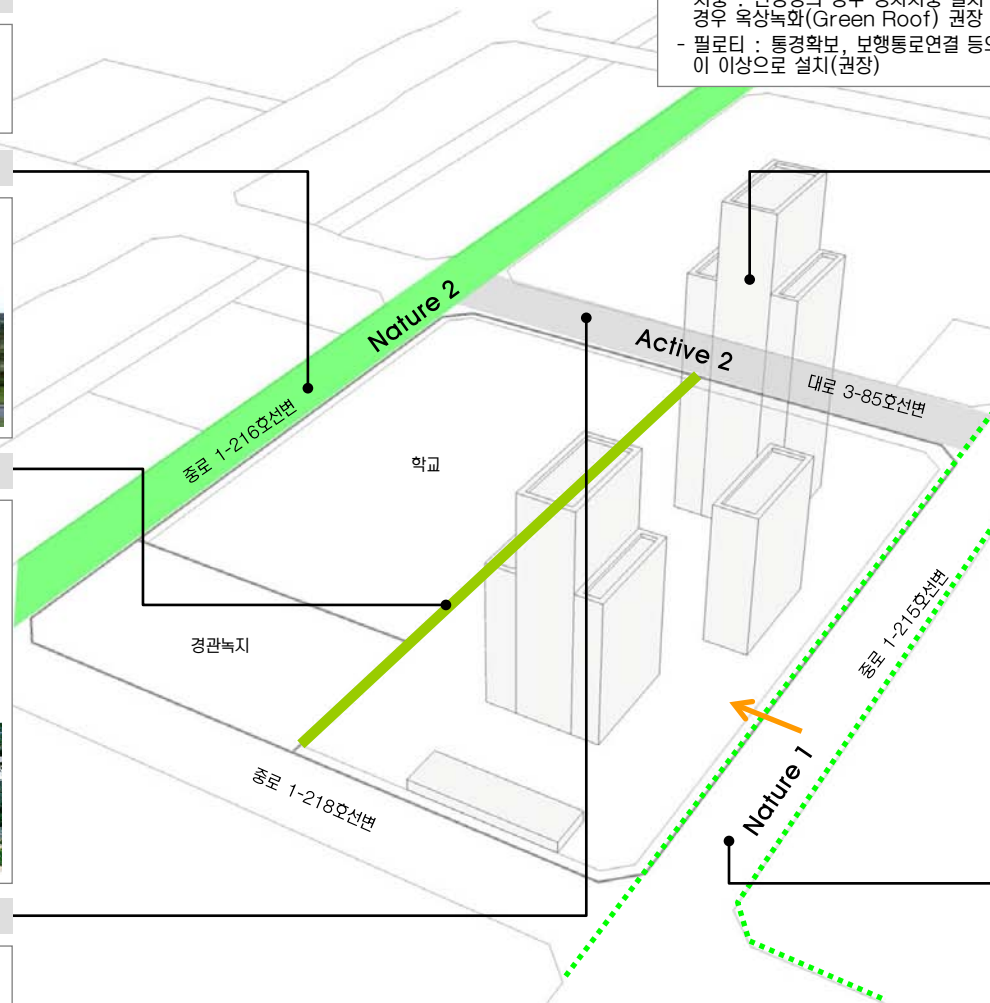 경우 옥상녹화(Green Roof) 권장
- 필로티 : 통경확보, 보행통로연결
이 이상으로 설치(권장)
Nature 2
Active 2
대로 3-85호선변
중로 1-216호선변
학교
중로 1-215호선변
경관녹지
Nature 1
중로 1-218호선변